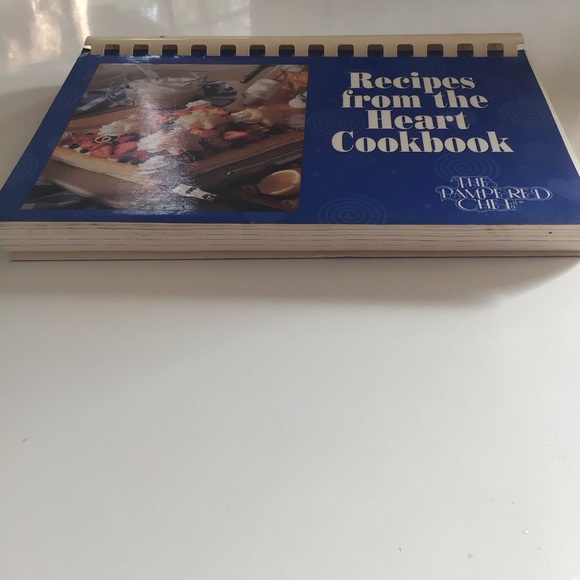 Recipes
from the
Heart
Cookbook
THE
PAMPERED
CHEF